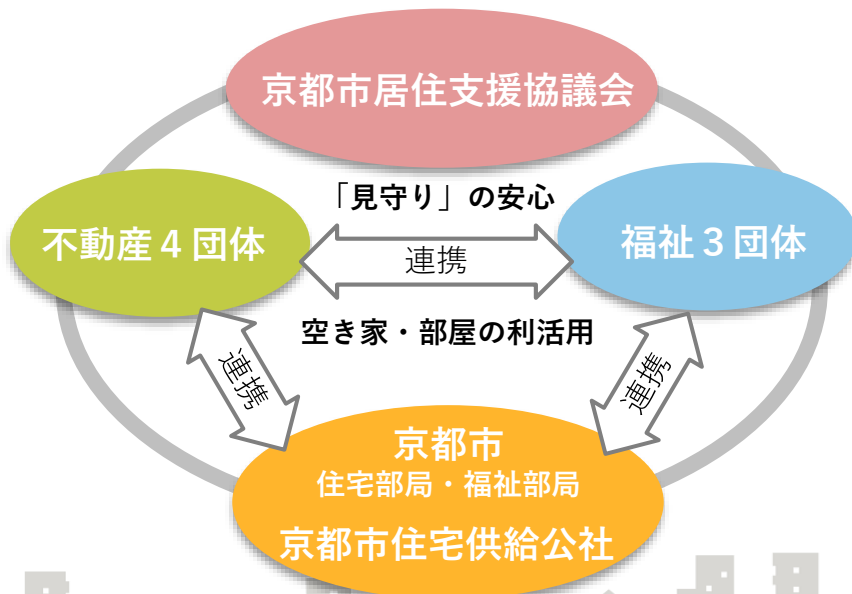 京都市居住支援協議会
「見守り」の安心
不動産４団体
連携
福祉３団体
空き家・部屋の利活用
連携
連携
京都市
住宅部局・福祉部局
京都市住宅供給公社